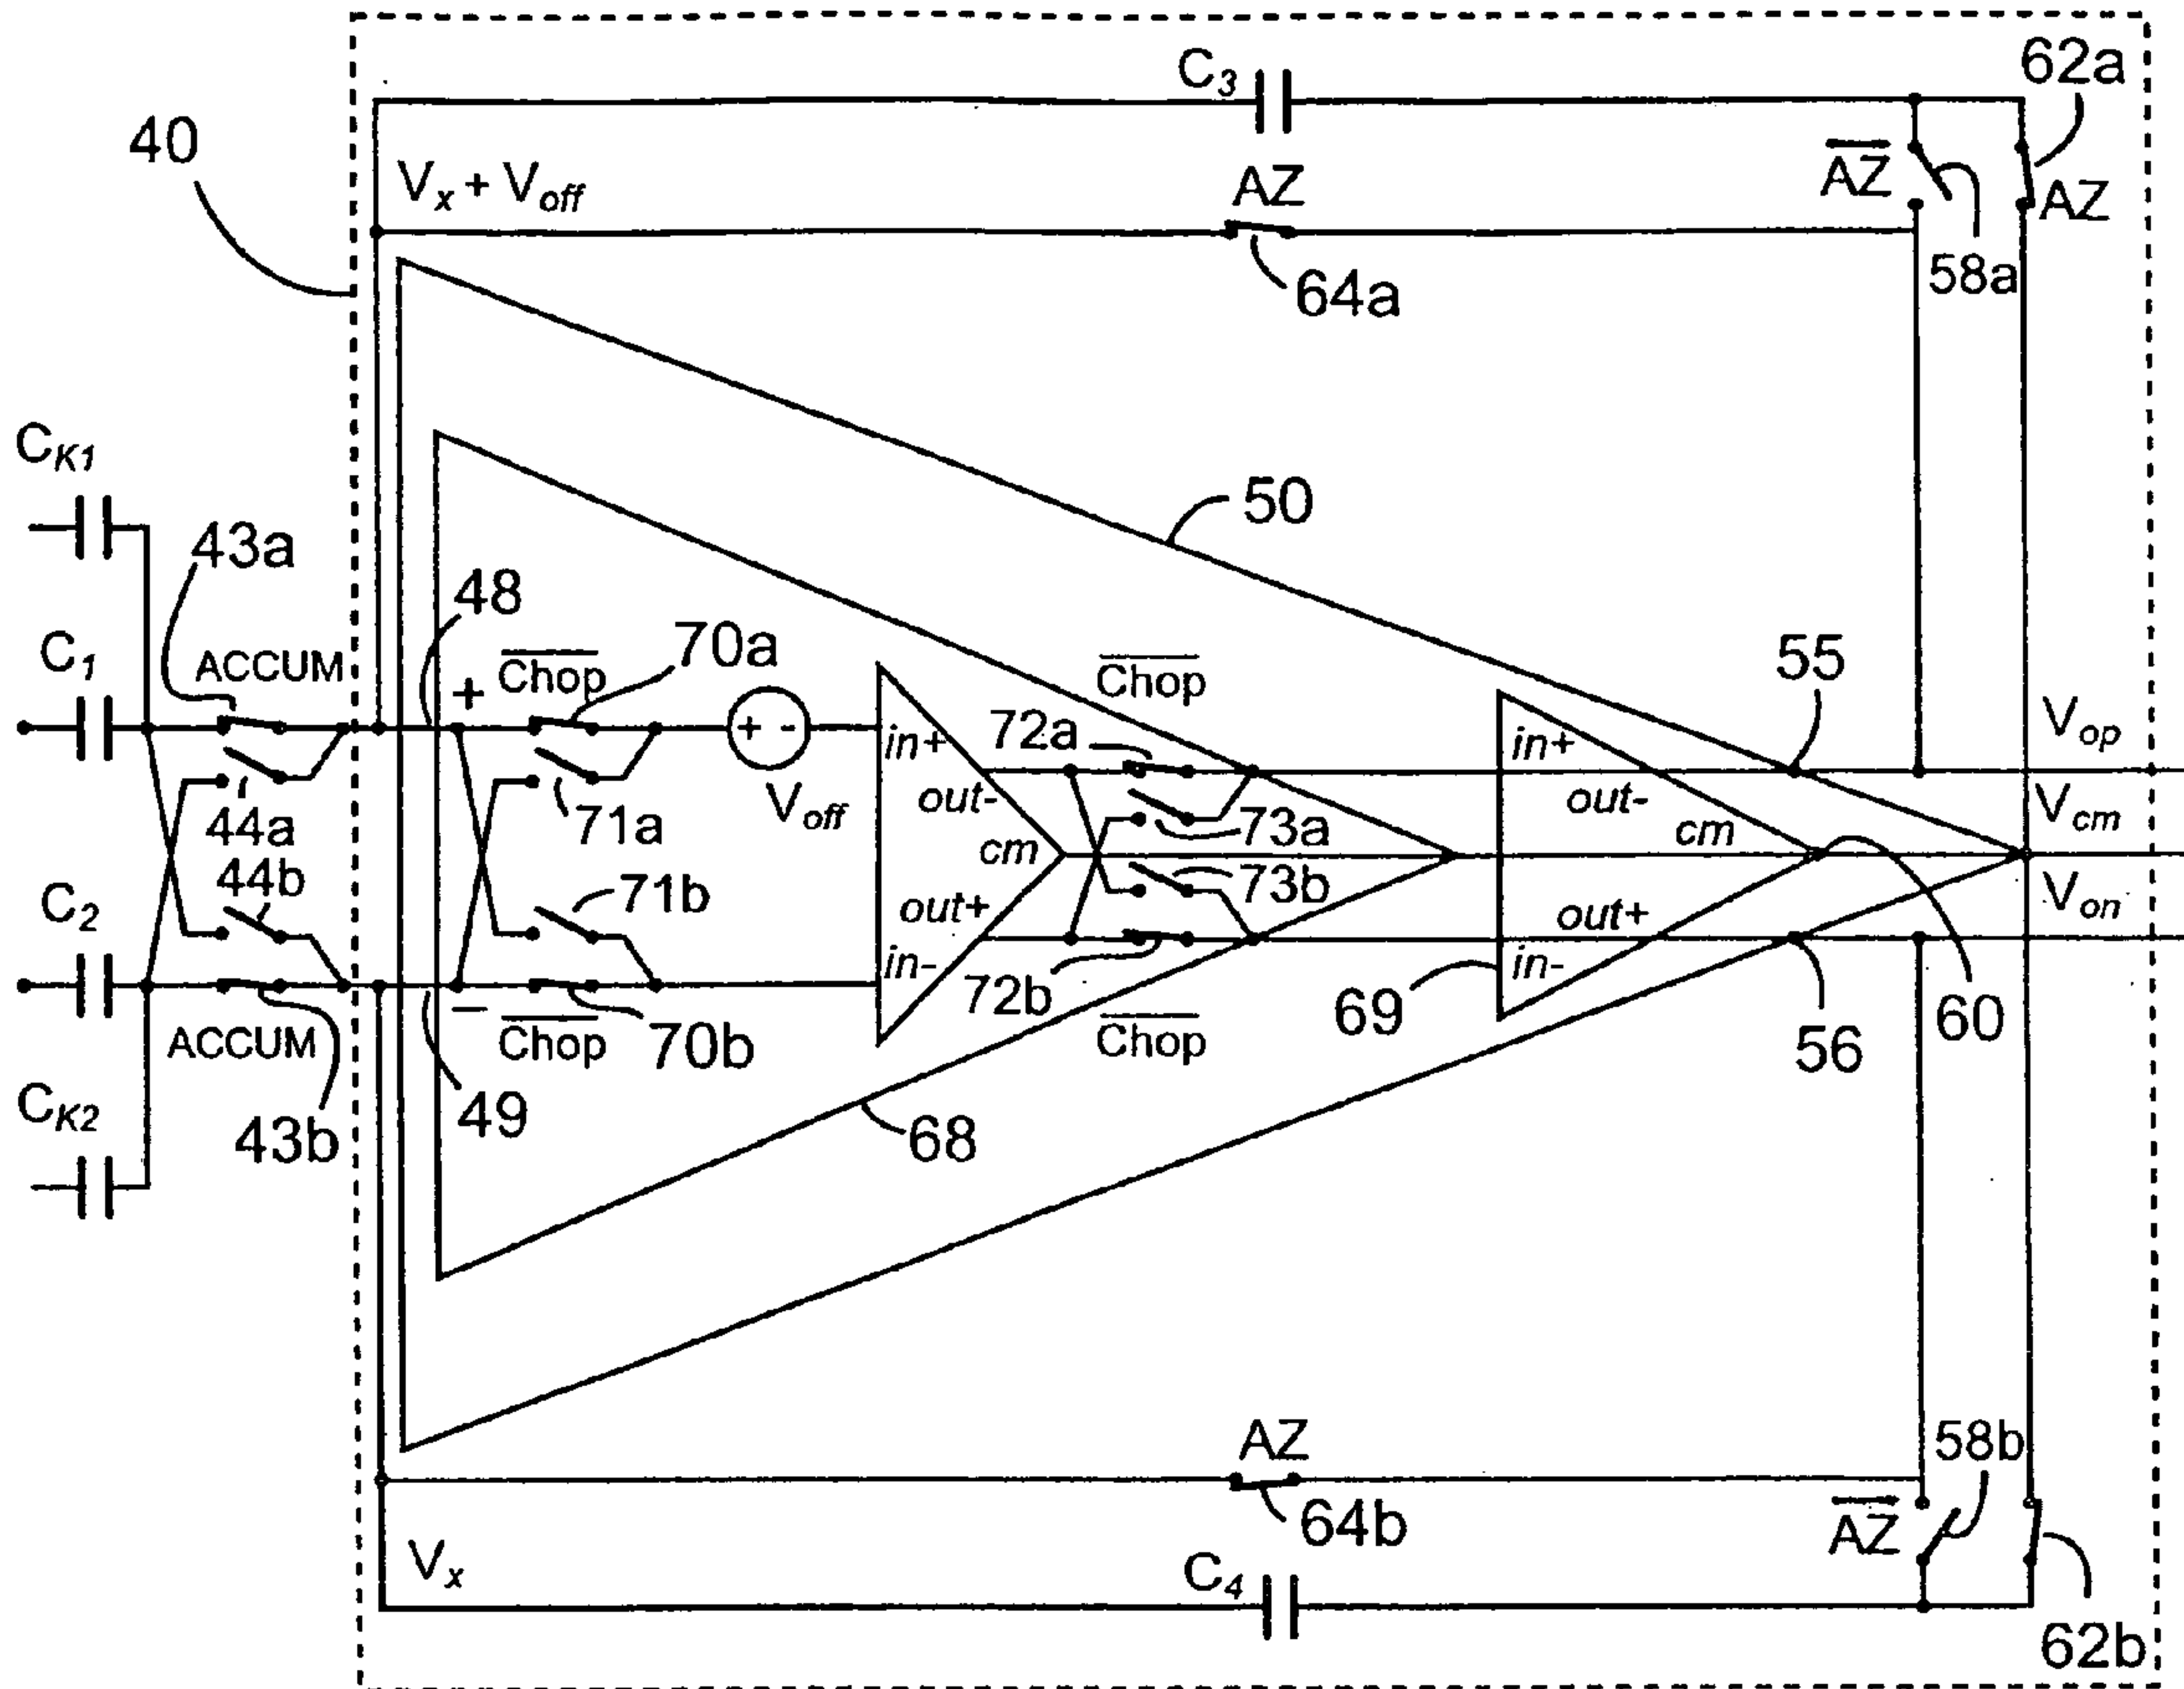 C3
62a
40
AZ
AZ
AZ
Vx + Voff
58a
64a
50
CK1
43a
48
70a
Chop
Chop
55
C1
ACCUM
+
+ -
in+
72a
in+
Vop
out-
out-
Voff
44a
71a
73a
cm
cm
Vcm
44b
71b
73b
C2
out+
out+
Von
in-
72b
in-
69
60
ACCUM
-
Chop
70b
Chop
56
CK2
43b
49
68
AZ
58b
64b
AZ
Vx
C4
62b